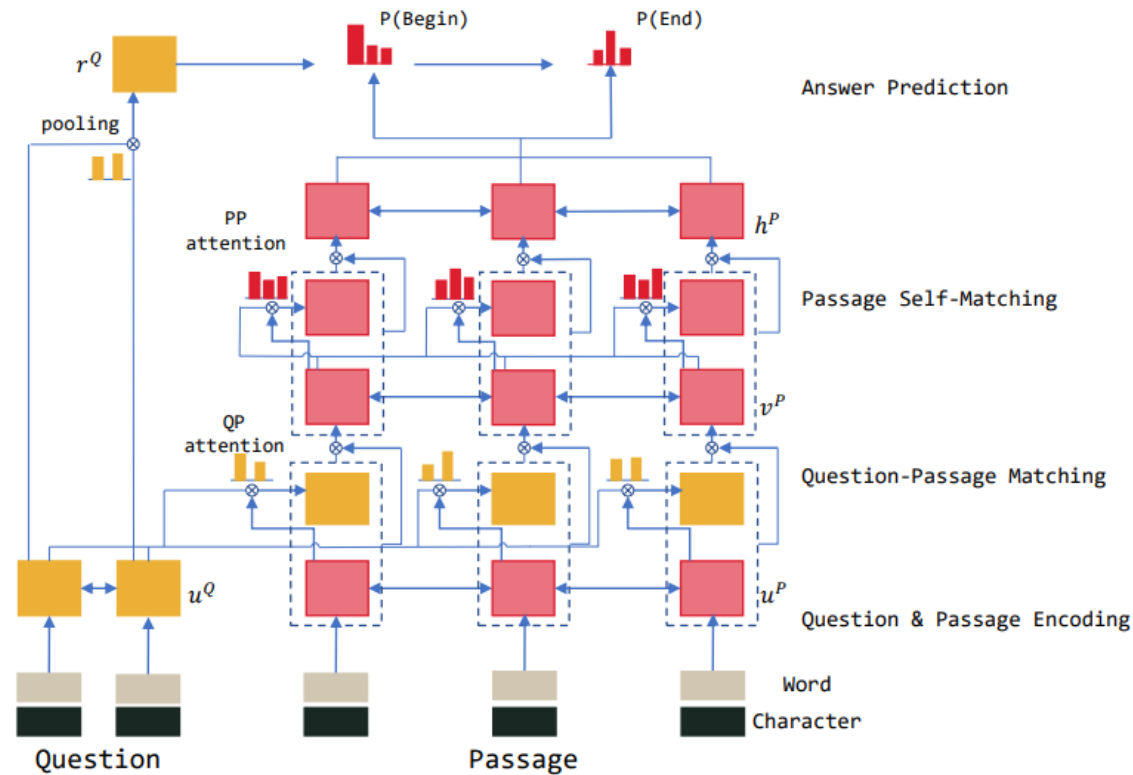 P(Begin)
P(End)
r^Q
Answer Prediction
pooling
PP
attention
h^P
Passage Self-Matching
v^P
QP
attention
Question-Passage Matching
u^Q
u^P
Question & Passage Encoding
Word
Character
Question
Passage